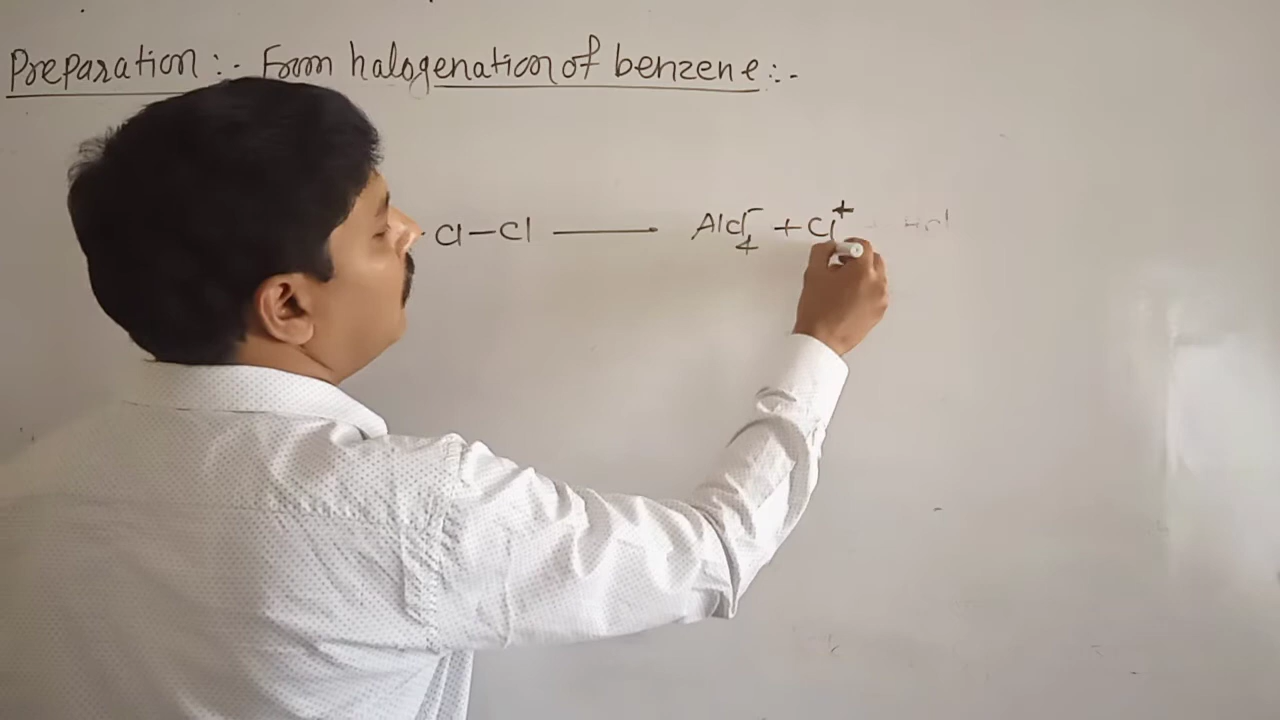 Preparation :- From halogenation of benzene :-
Cl-Cl ——— AlCl₄⁻ + Cl⁺